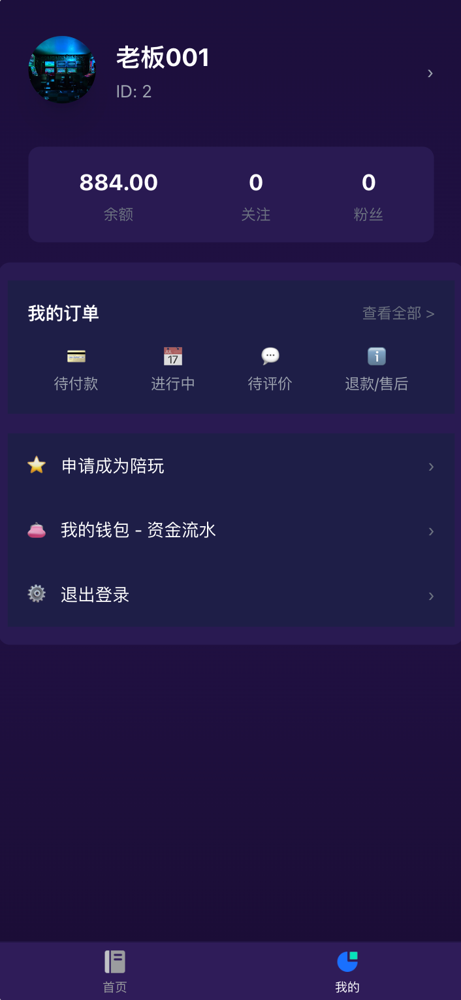 老板001
ID: 2
›
884.00 0 0
余额 关注 粉丝
我的订单 查看全部 >
待付款 进行中 待评价 退款/售后
申请成为陪玩 ›
我的钱包 - 资金流水 ›
退出登录 ›
首页 我的